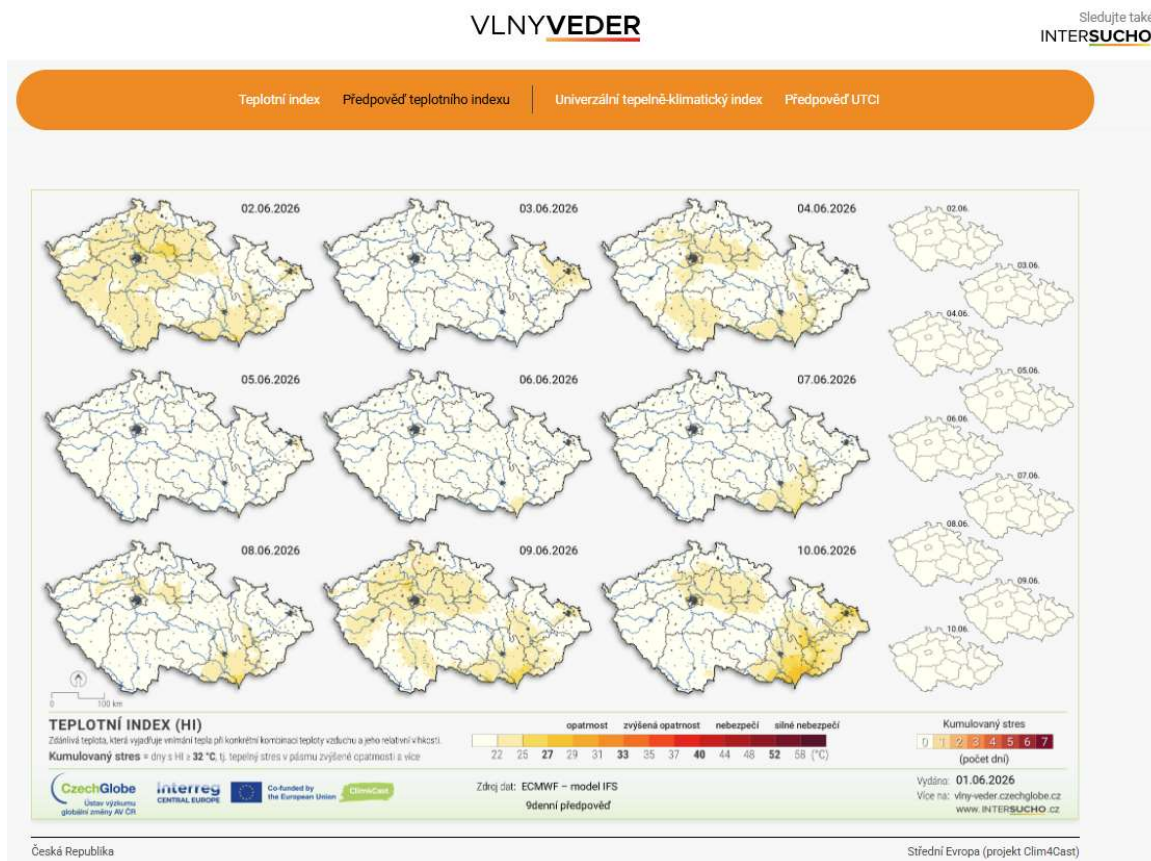 VLNYVEDER
Sledujte také
INTERSUCHO
Teplotní index Předpověď teplotního indexu Univerzální tepelně-klimatický index Předpověď UTCI
02.06.2026
03.06.2026
04.06.2026
05.06.2026
06.06.2026
07.06.2026
08.06.2026
09.06.2026
10.06.2026
02.06.
03.06.
04.06.
05.06.
06.06.
07.06.
08.06.
09.06.
10.06.
0 100 km
TEPLOTNÍ INDEX (HI)
Zdánlivá teplota, která vyjadřuje vnímání tepla při konkrétní kombinaci teploty vzduchu a jeho relativní vlhkosti.
Kumulovaný stres = dny s HI ≥ 32 °C, tj. tepelný stres v pásmu zvýšené opatrnosti a více
opatrnost zvýšená opatrnost nebezpečí silné nebezpečí
22 25 27 29 31 33 35 37 40 44 48 52 58 (°C)
Kumulovaný stres
0 1 2 3 4 5 6 7
(počet dní)
CzechGlobe
Ústav výzkumu
globální změny AV ČR
Interreg
CENTRAL EUROPE
Co-funded by
the European Union
Clim4Cast
Zdroj dat: ECMWF – model IFS
9denní předpověď
Vydáno: 01.06.2026
Více na: vlny-veder.czechglobe.cz
www.INTERSUCHO.cz
Česká Republika
Střední Evropa (projekt Clim4Cast)